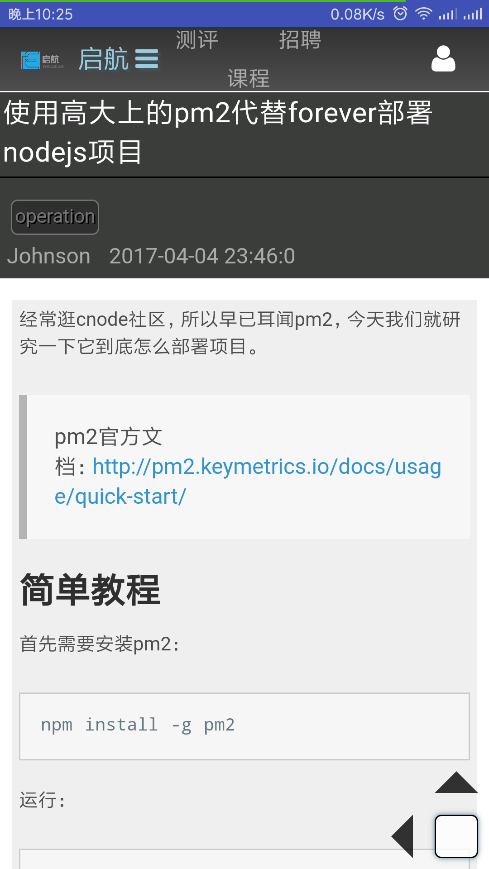 晚上10:25
0.08K/s
测评
招聘
启航
启航
课程
使用高大上的pm2代替forever部署
nodejs项目
operation
Johnson 2017-04-04 23:46:0
经常逛cnode社区，所以早已耳闻pm2，今天我们就研
究一下它到底怎么部署项目。
pm2官方文
档：http://pm2.keymetrics.io/docs/usag
e/quick-start/
简单教程
首先需要安装pm2：
npm install -g pm2
运行：